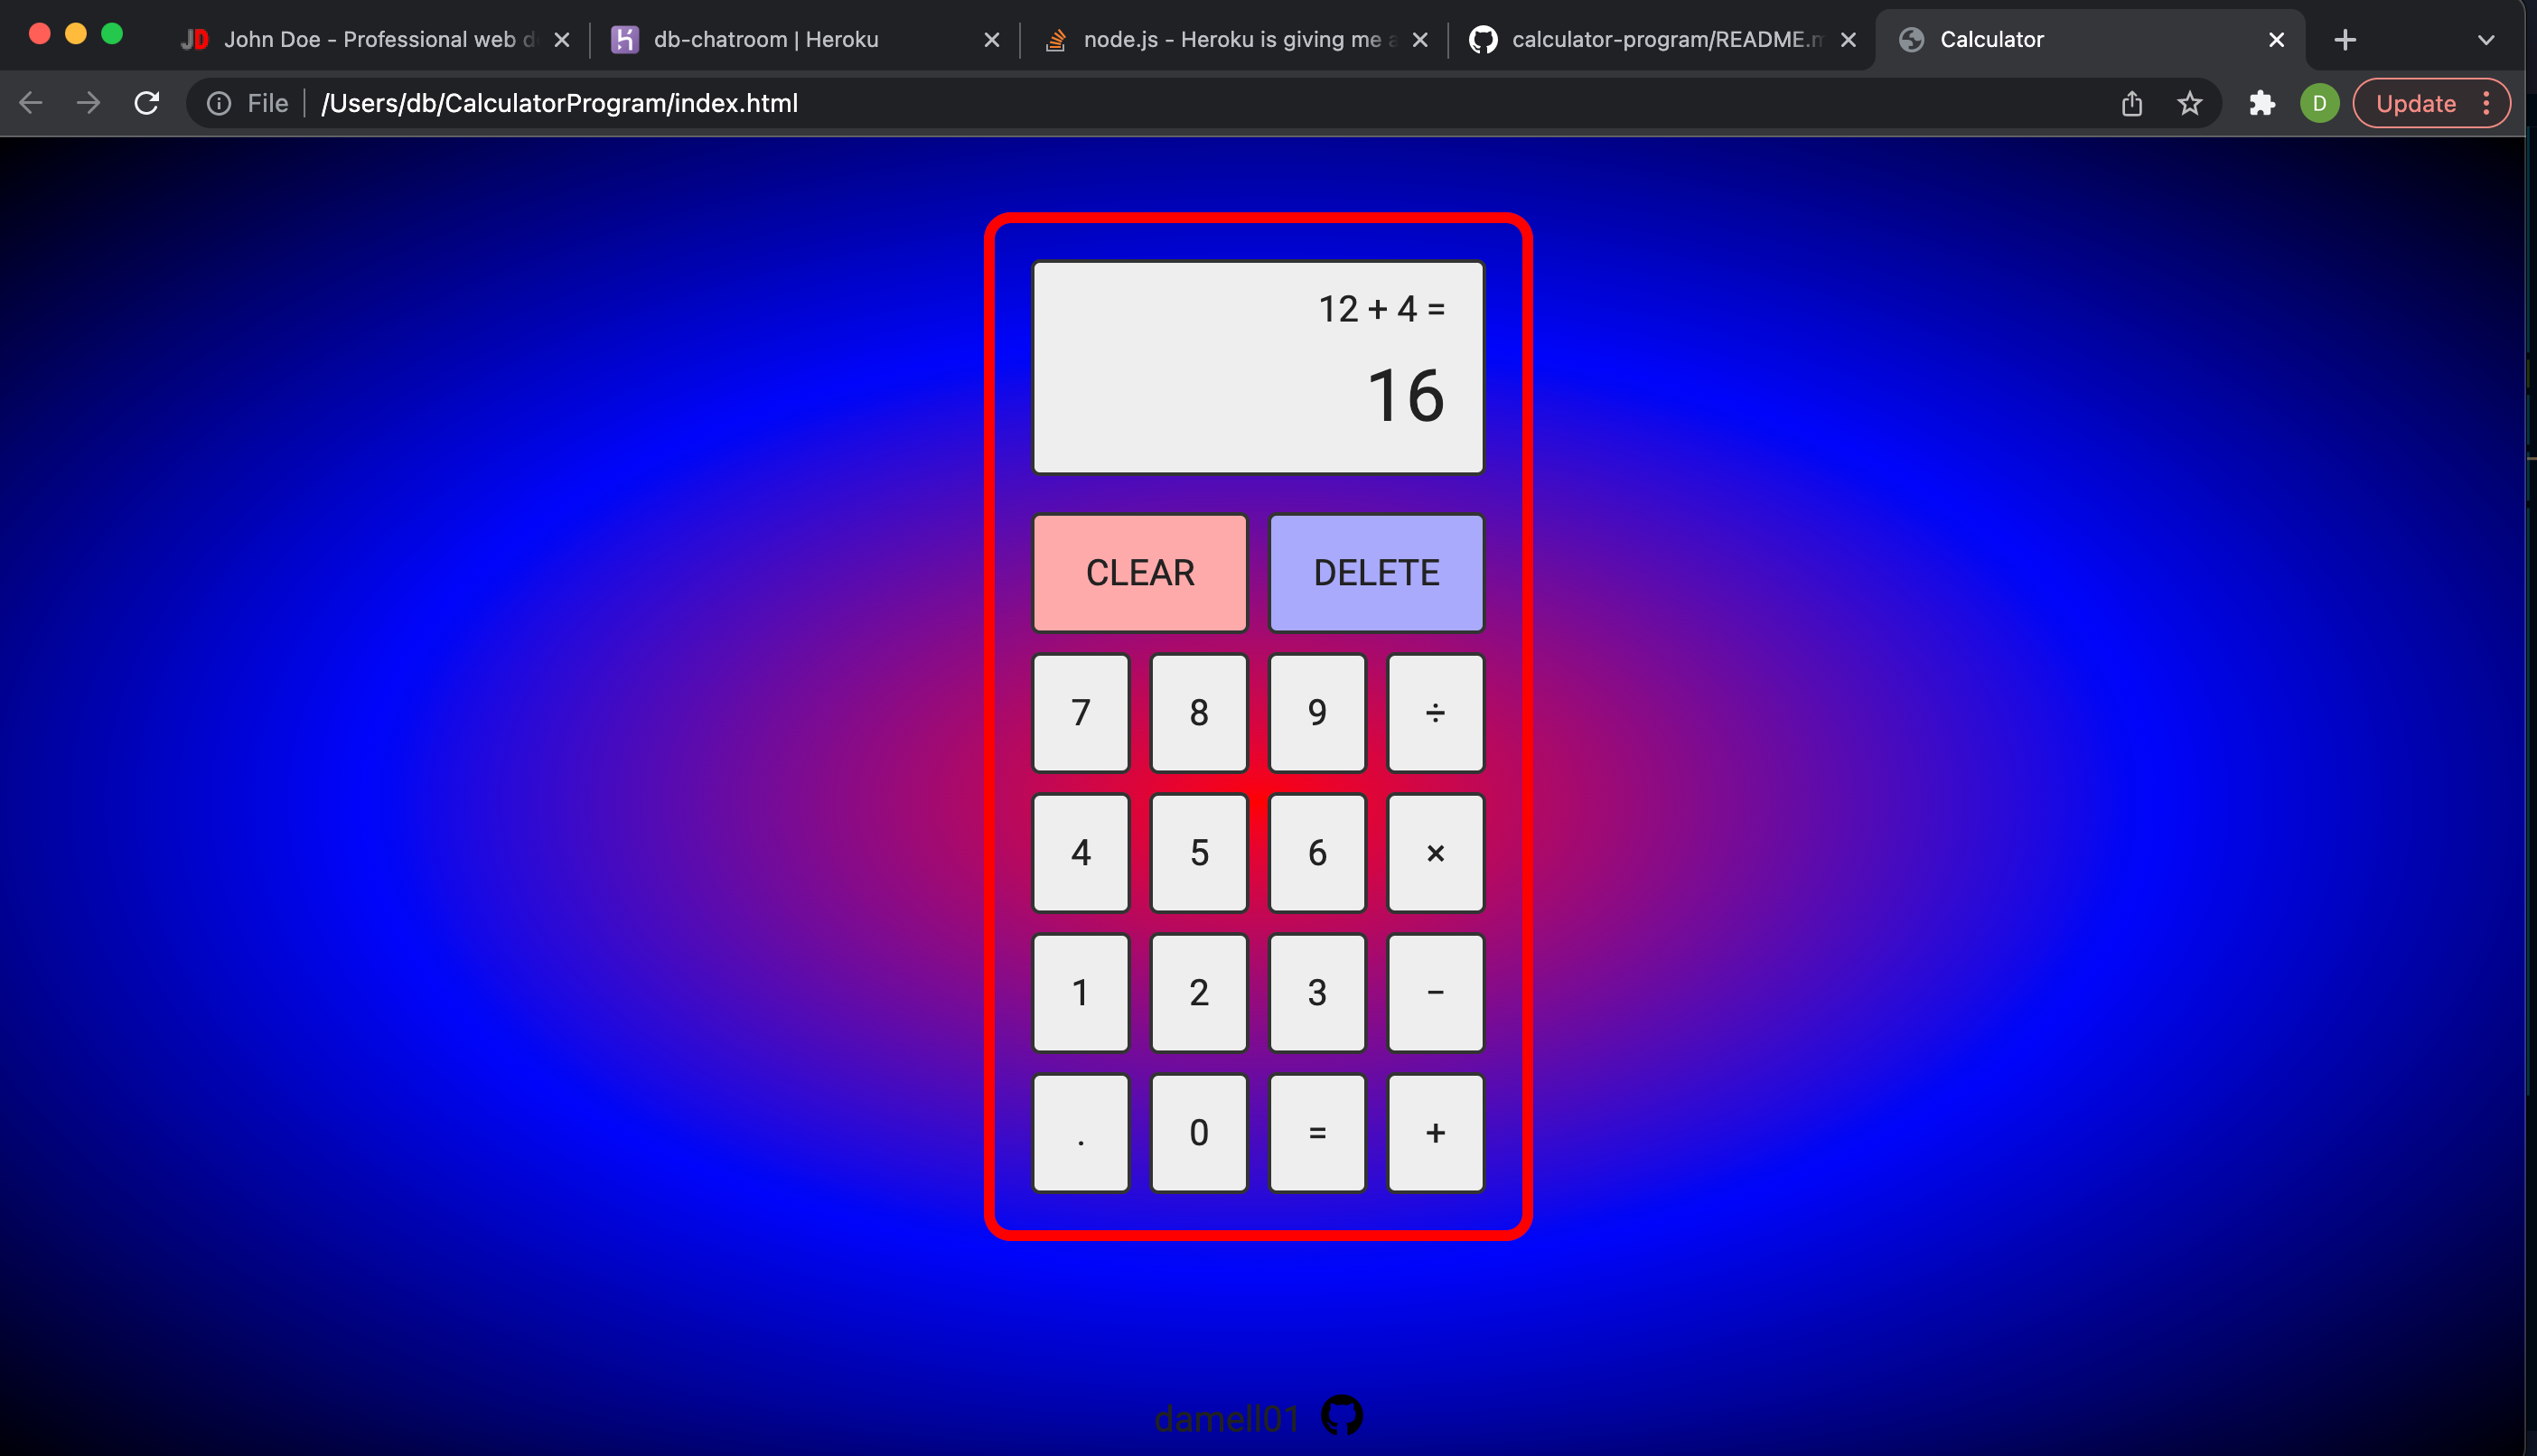 John Doe - Professional web d
db-chatroom | Heroku
node.js - Heroku is giving me a
calculator-program/README.m
Calculator
File
/Users/db/CalculatorProgram/index.html
D
Update
12 + 4 =
16
CLEAR DELETE
7 8 9 ÷
4 5 6 ×
1 2 3 −
. 0 = +
damell01